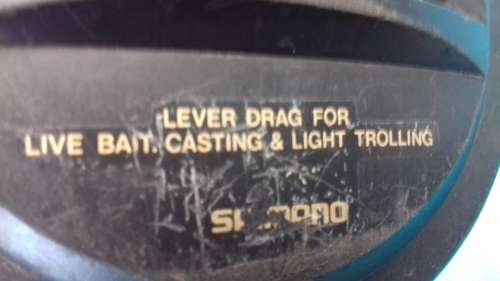 LEVER DRAG FOR
LIVE BAIT. CASTING & LIGHT TROLLING
SHIMANO